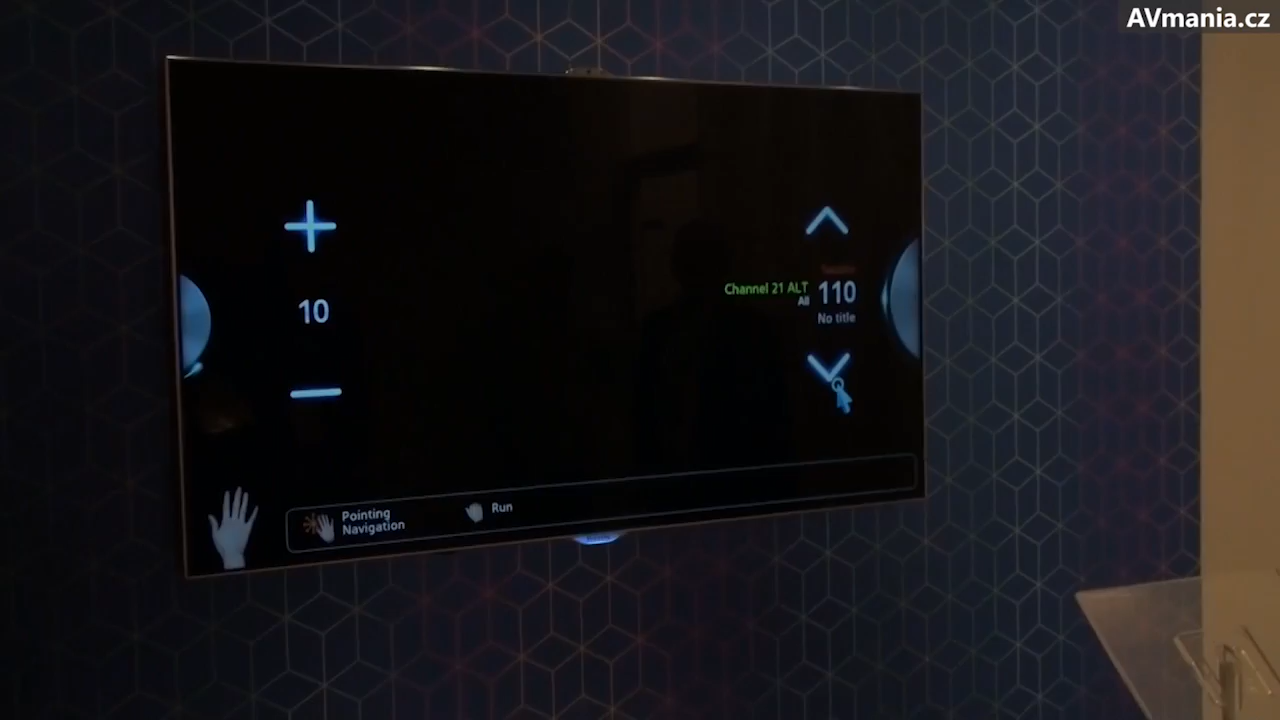 AVmania.cz
10
Channel 21 ALT
All
110
No title
Pointing
Navigation
Run